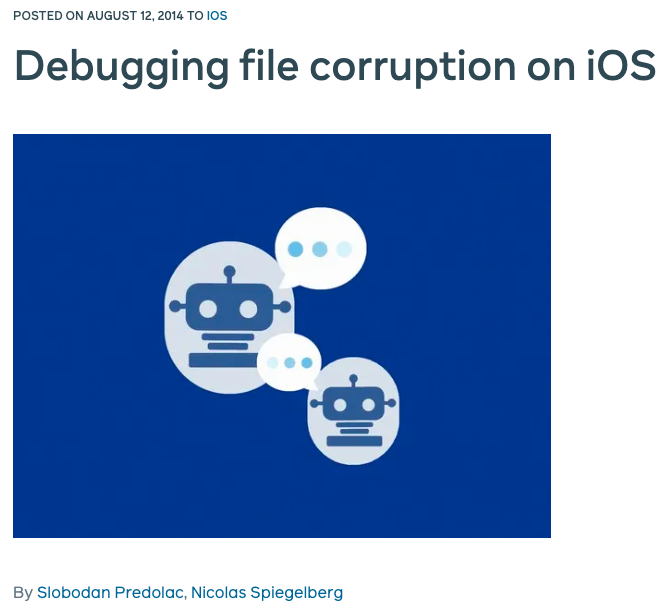 POSTED ON AUGUST 12, 2014 TO IOS
Debugging file corruption on iOS
By Slobodan Predolac, Nicolas Spiegelberg